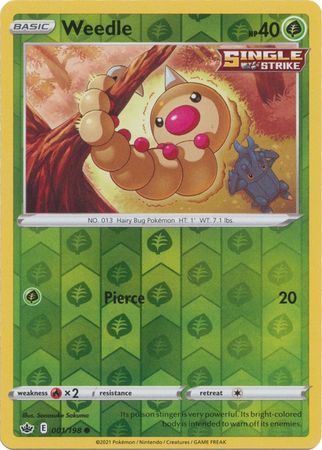 BASIC
Weedle
HP40
SINGLE
STRIKE
NO. 013 Hairy Bug Pokémon HT: 1' WT: 7.1 lbs.
Pierce 20
weakness ×2 resistance retreat
Illus. Sanosuke Sakuma
E 001/198
Its poison stinger is very powerful. Its bright-colored
body is intended to warn off its enemies.
©2021 Pokémon / Nintendo / Creatures / GAME FREAK